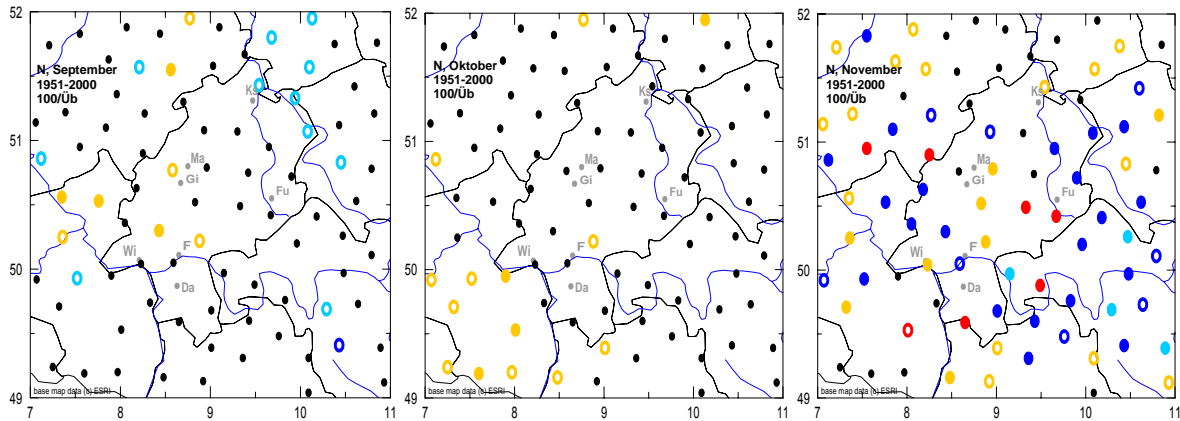 52
N, September
1951-2000
100/Üb
Ks
51
Ma
Gi
Fu
Wi
F
50
Da
base map data (c) ESRI
49
7 8 9 10 11
52
N, Oktober
1951-2000
100/Üb
Ks
51
Ma
Gi
Fu
Wi
F
50
Da
base map data (c) ESRI
49
7 8 9 10 11
52
N, November
1951-2000
100/Üb
Ks
51
Ma
Gi
Fu
Wi
F
50
Da
base map data (c) ESRI
49
7 8 9 10 11